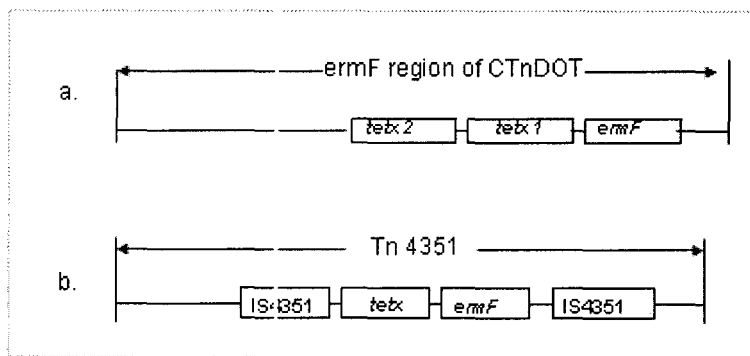 ermF region of CTnDOT
a.
tetx 2 tetx 1 ermF
Tn 4351
b.
IS4351 tetx ermF IS4351